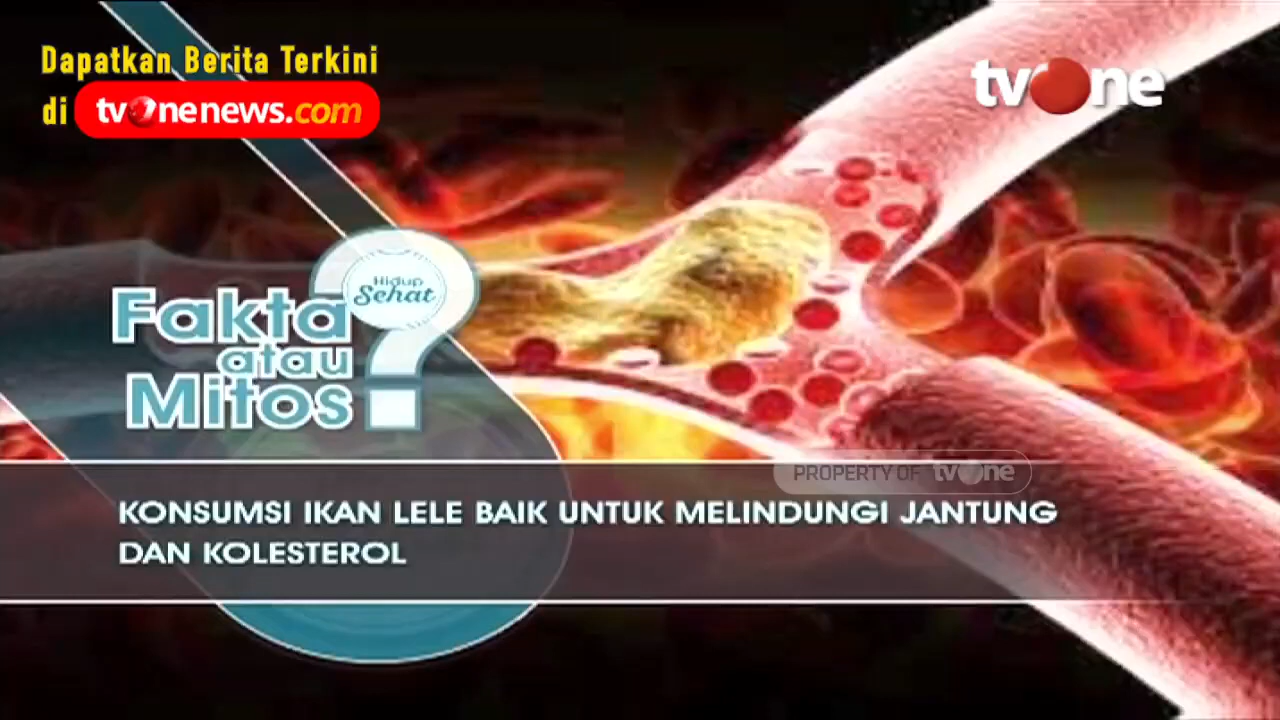 Dapatkan Berita Terkini
di tvOnenews.com
tvOne
Hidup
Sehat
Fakta
atau
Mitos
?
PROPERTY OF tvOne
KONSUMSI IKAN LELE BAIK UNTUK MELINDUNGI JANTUNG
DAN KOLESTEROL